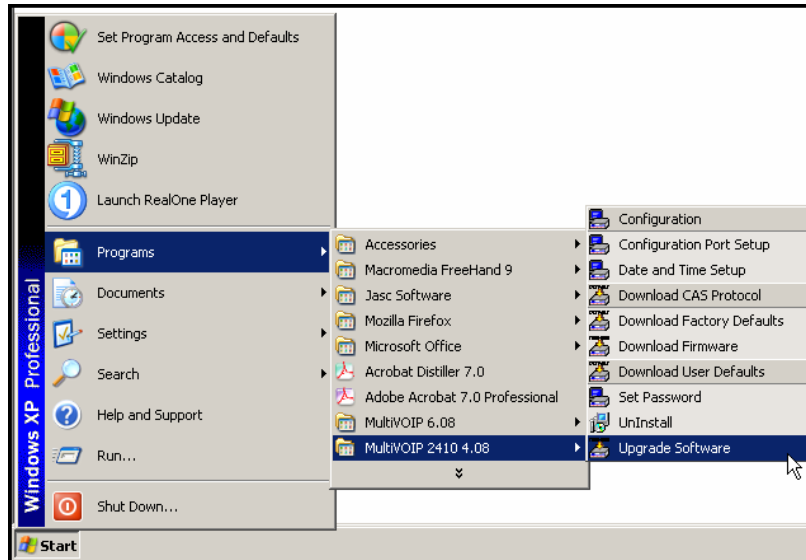 Set Program Access and Defaults
Windows Catalog
Windows Update
WinZip
Launch RealOne Player
Programs
Documents
Settings
Search
Help and Support
Run...
Shut Down...
Windows XP Professional
Start
Accessories
Macromedia FreeHand 9
Jasc Software
Mozilla Firefox
Microsoft Office
Acrobat Distiller 7.0
Adobe Acrobat 7.0 Professional
MultiVOIP 6.08
MultiVOIP 2410 4.08
Configuration
Configuration Port Setup
Date and Time Setup
Download CAS Protocol
Download Factory Defaults
Download Firmware
Download User Defaults
Set Password
UnInstall
Upgrade Software